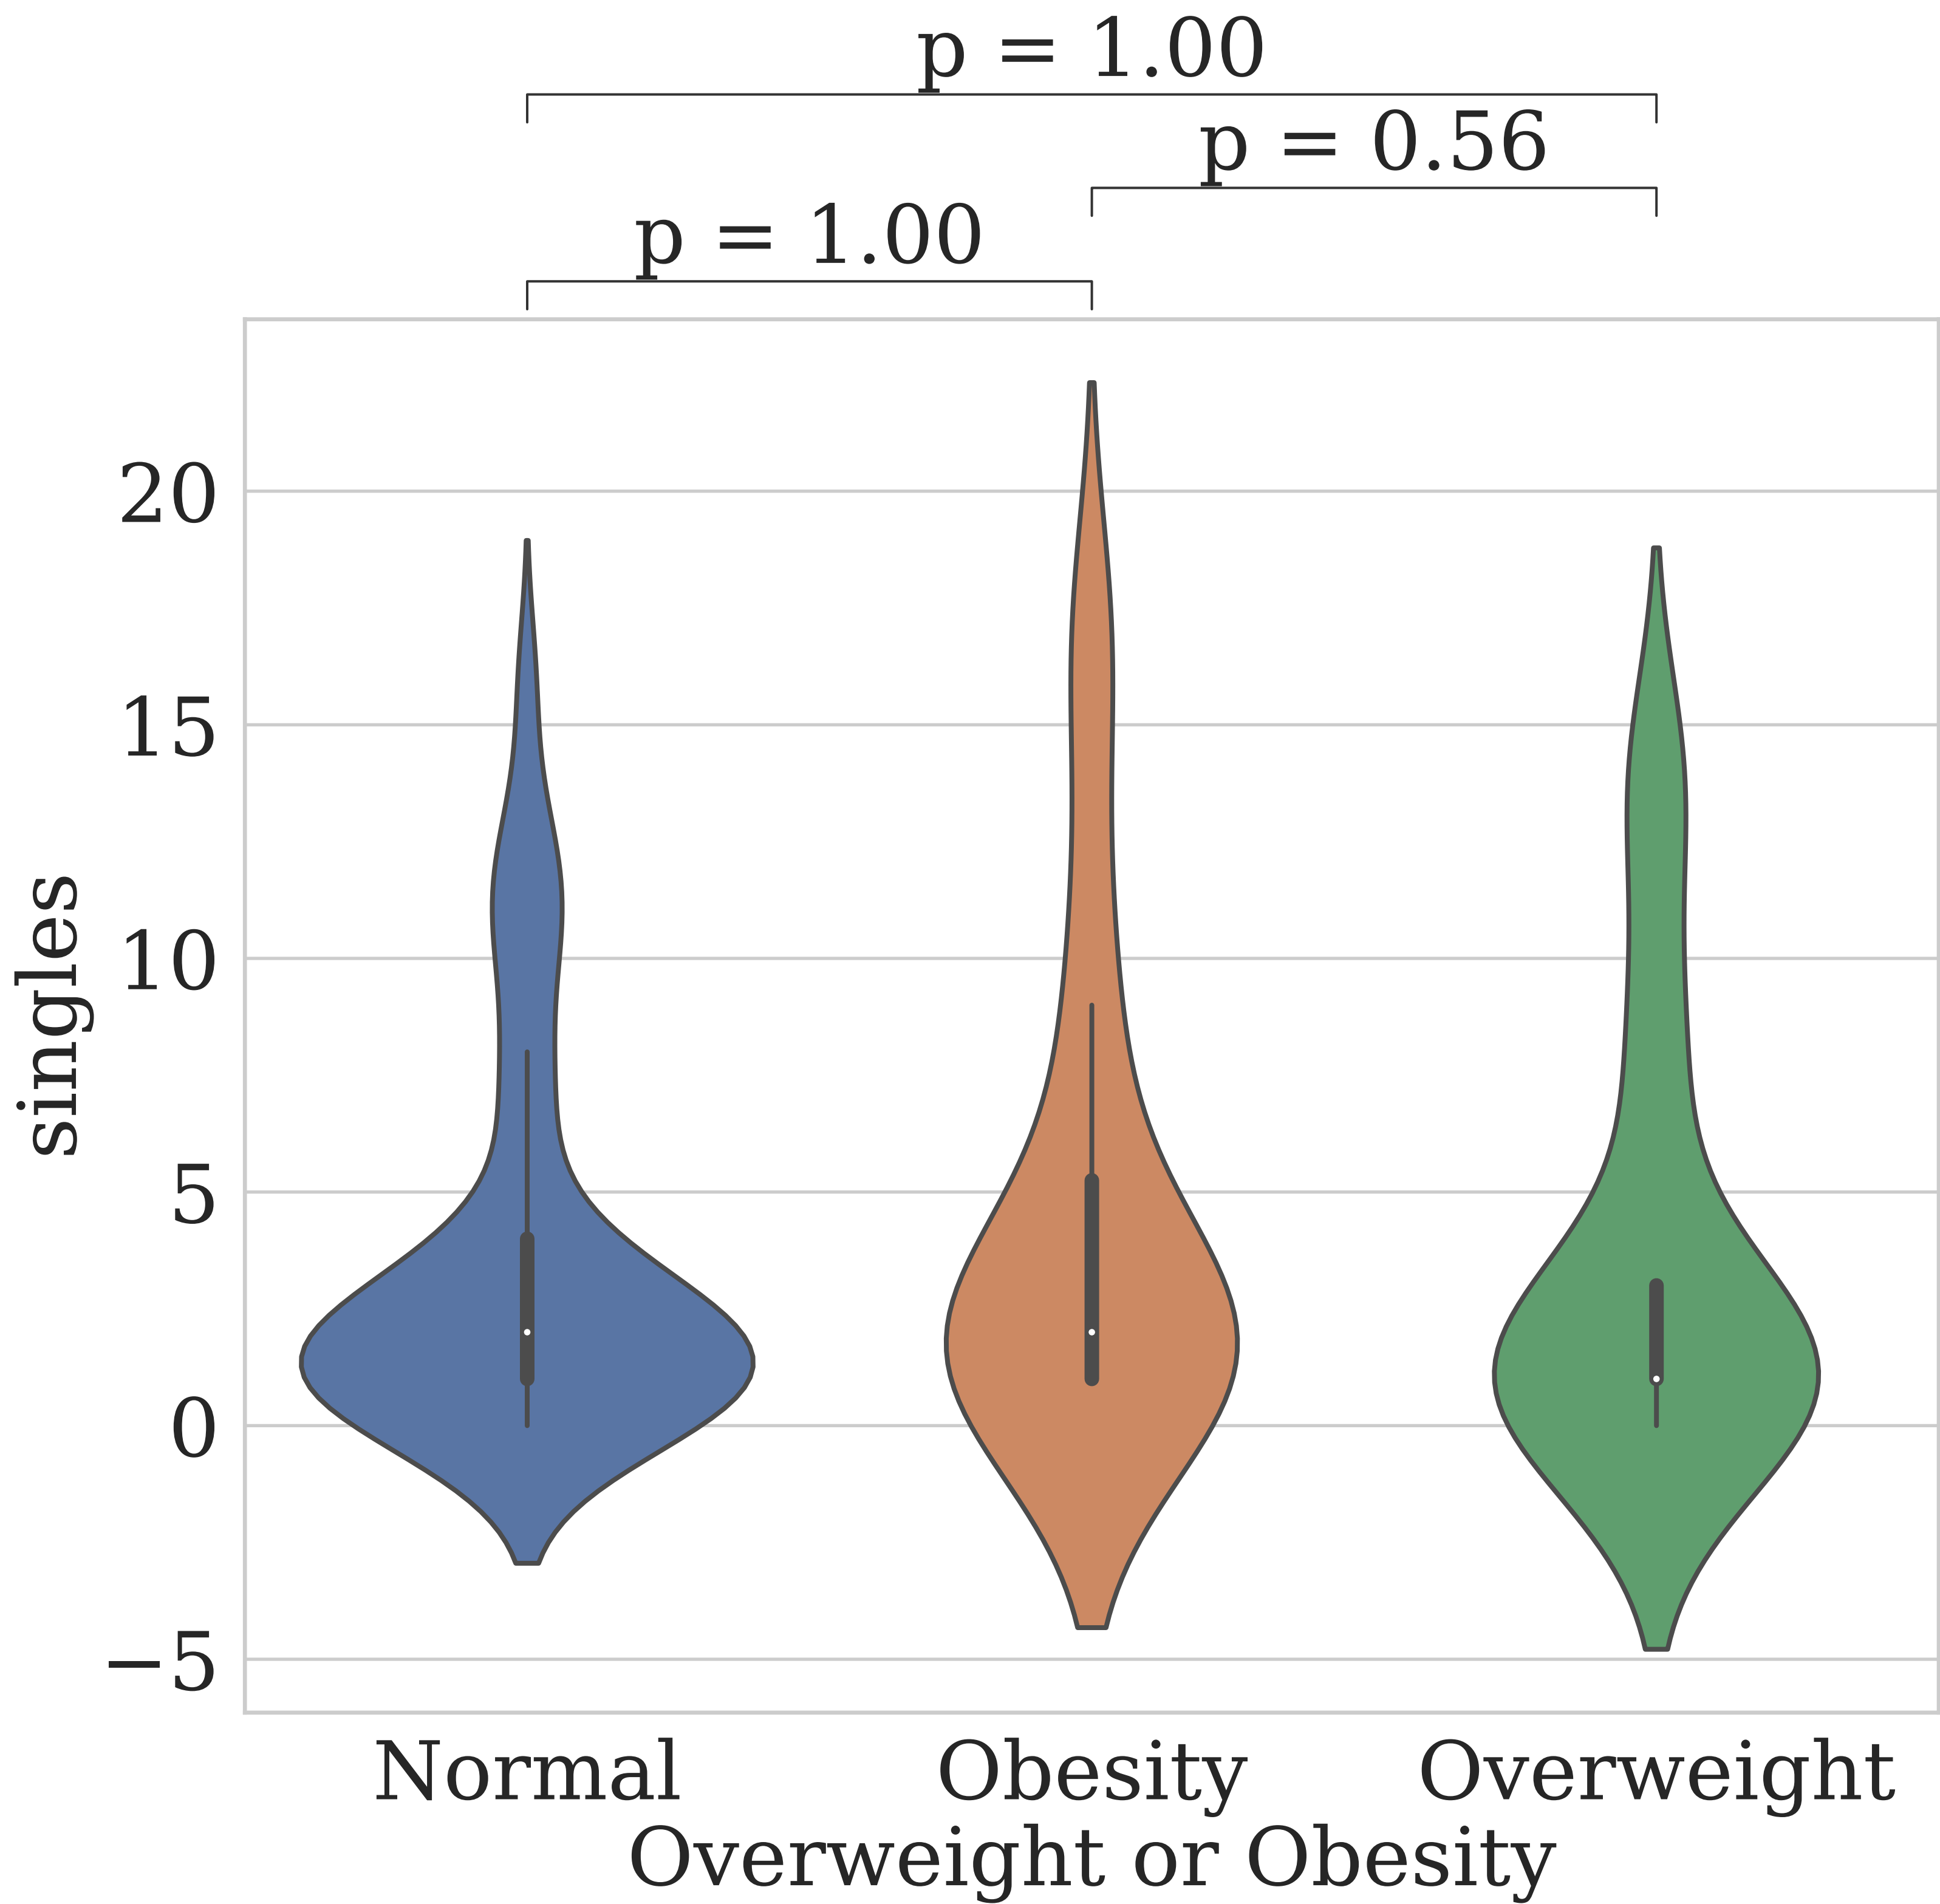 p = 1.00
p = 0.56
p = 1.00
20
15
10
5
0
−5
singles
Normal
Obesity
Overweight
Overweight or Obesity